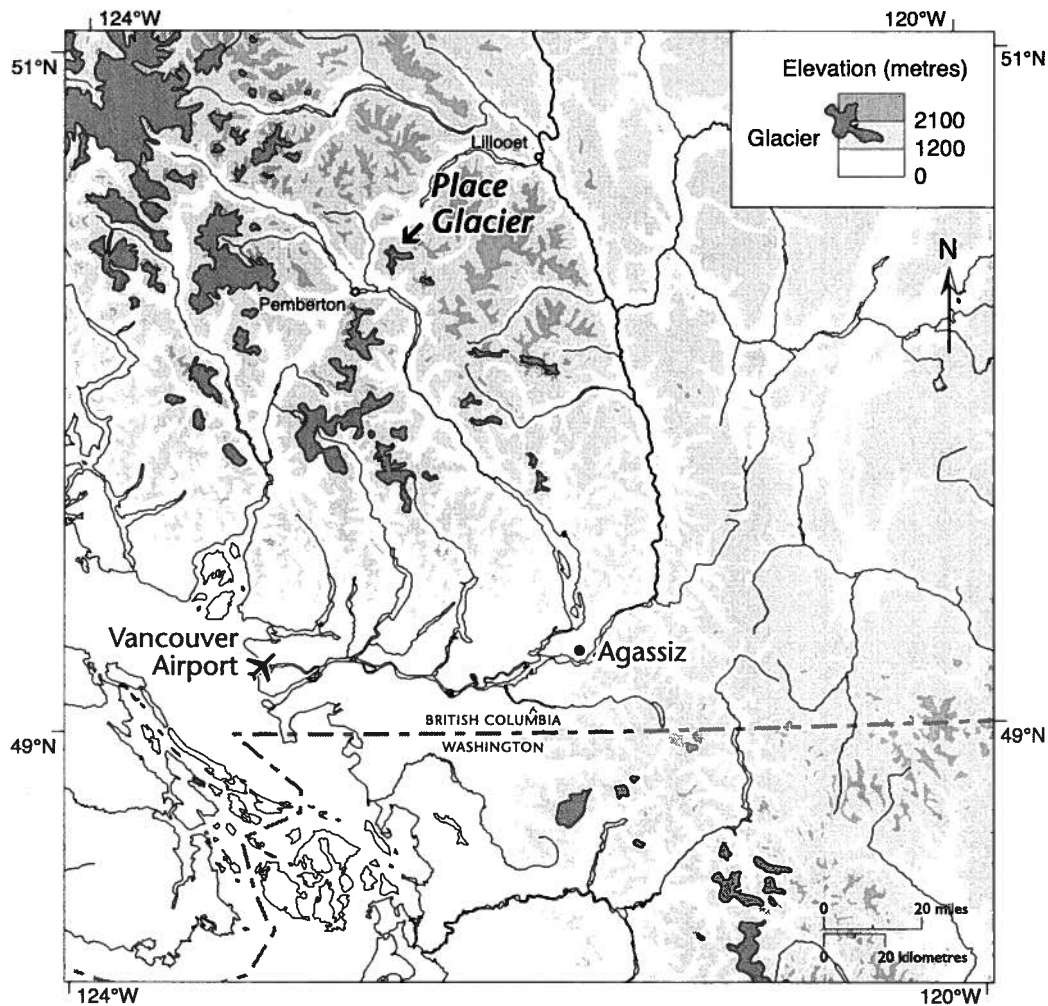 124°W
120°W
51°N
51°N
Elevation (metres)
Glacier
2100
1200
0
Lillooet
Place
Glacier
N
Pemberton
Vancouver
Airport
Agassiz
BRITISH COLUMBIA
WASHINGTON
49°N
49°N
0
20 miles
0
20 kilometres
124°W
120°W